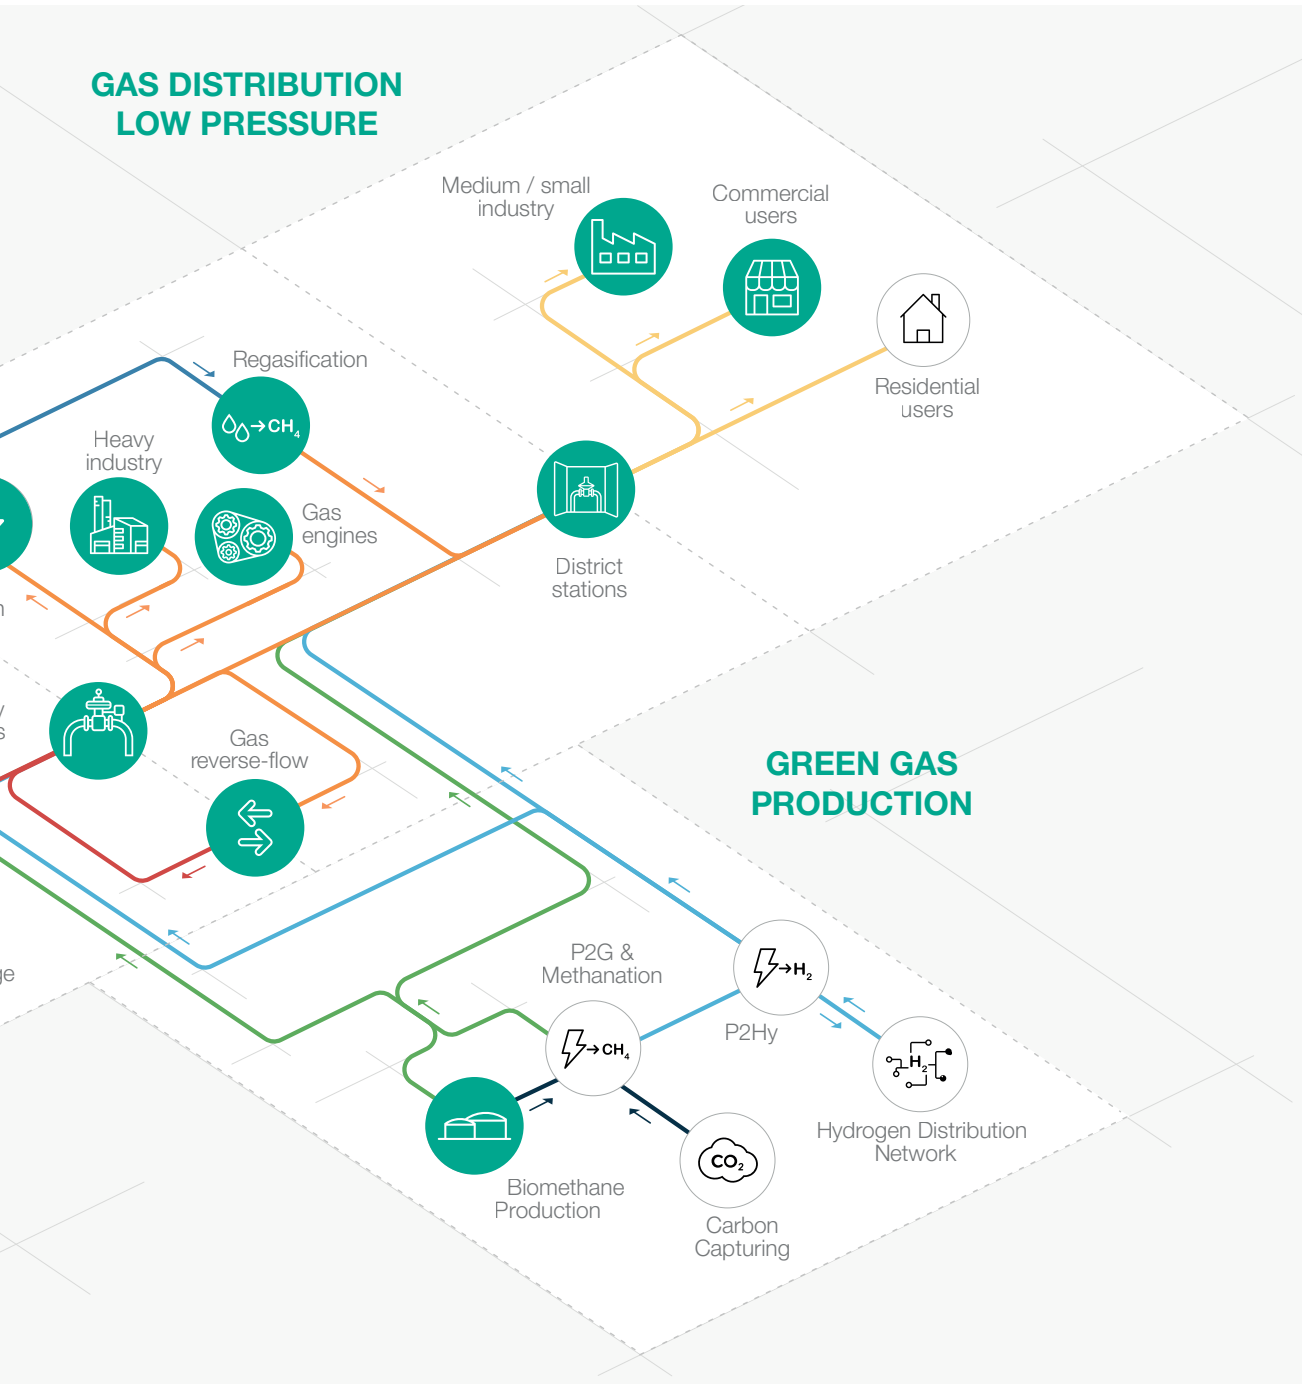 GAS DISTRIBUTION
LOW PRESSURE
Medium / small
industry
Commercial
users
Residential
users
Regasification
→CH4
Heavy
industry
Gas
engines
District
stations
Gas
reverse-flow
GREEN GAS
PRODUCTION
P2G &
Methanation
→CH4
→H2
P2Hy
H2
Hydrogen Distribution
Network
Biomethane
Production
CO2
Carbon
Capturing